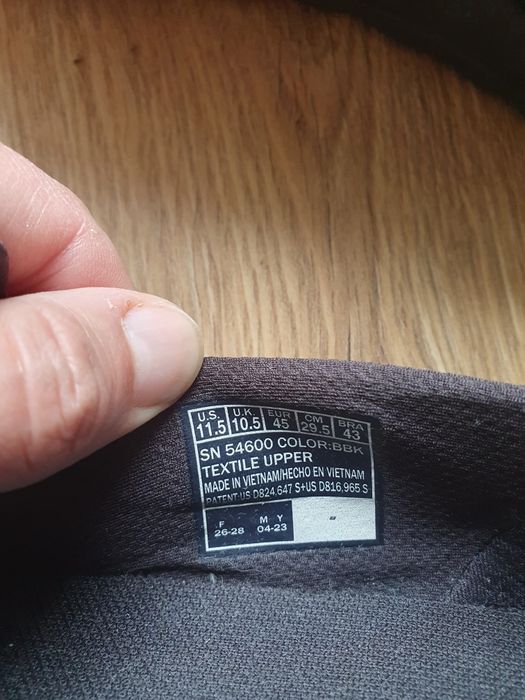 U.S. U.K. EUR CM BRA
11.5 10.5 45 29.5 43
SN 54600 COLOR:BBK
TEXTILE UPPER
MADE IN VIETNAM/HECHO EN VIETNAM
PATENT: US D824,647 S+US D816,965 S
F M Y
26-28 04-23